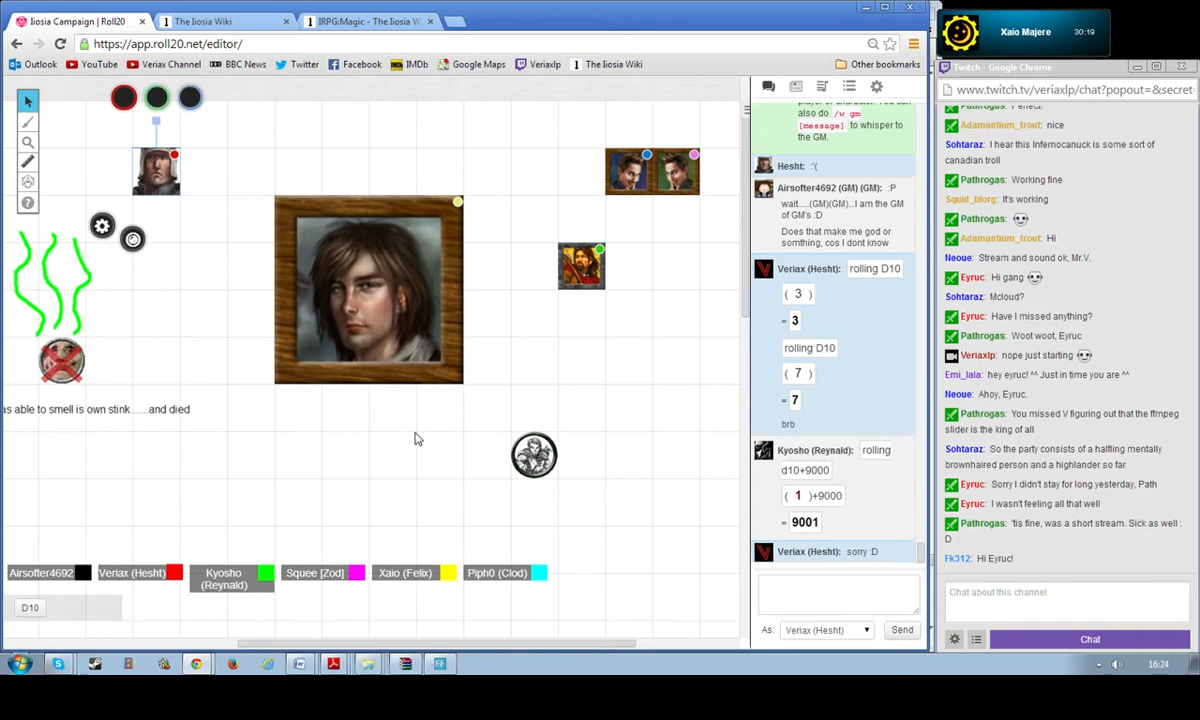 Iiosia Campaign | Roll20
The Iiosia Wiki
IRPG:Magic - The Iiosia W
https://app.roll20.net/editor/
Outlook
YouTube
Veriax Channel
BBC News
Twitter
Facebook
IMDb
Google Maps
Veriaxlp
The Iiosia Wiki
Other bookmarks
as able to smell is own stink.......and died
Airsofter4692
Veriax (Hesht)
Kyosho
(Reynald)
Squee [Zod]
Xaio (Felix)
Piph0 (Clod)
D10
player or character. You can
also do /w gm
[message] to whisper to
the GM.
Hesht: :'(
Airsofter4692 (GM) (GM): :P
wait.....(GM)(GM)...I am the GM
of GM's :D
Does that make me god or
somthing, cos I dont know
Veriax (Hesht): rolling D10
( 3 )
= 3
rolling D10
( 7 )
= 7
brb
Kyosho (Reynald): rolling
d10+9000
( 1 )+9000
= 9001
Veriax (Hesht): sorry :D
As: Veriax (Hesht)
Send
Xaio Majere 30:19
Twitch - Google Chrome
www.twitch.tv/veriaxlp/chat?popout=&secret
Pathrogas: Perfect!
Adamantium_trout: nice
Sohtaraz: I hear this Infernocanuck is some sort of
canadian troll
Pathrogas: Working fine
Squid_blorg: It's working
Pathrogas:
Adamantium_trout: Hi
Neoue: Stream and sound ok, Mr.V.
Eyruc: Hi gang
Sohtaraz: Mcloud?
Eyruc: Have I missed anything?
Pathrogas: Woot woot, Eyruc
Veriaxlp: nope just starting
Emi_lala: hey eyruc! ^^ Just in time you are ^^
Neoue: Ahoy, Eyruc.
Pathrogas: You missed V figuring out that the ffmpeg
slider is the king of all
Sohtaraz: So the party consists of a halfling mentally
brownhaired person and a highlander so far
Eyruc: Sorry I didn't stay for long yesterday, Path
Eyruc: I wasn't feeling all that well
Pathrogas: 'tis fine, was a short stream. Sick as well :
D
Fk312: Hi Eyruc!
Chat about this channel
Chat
16:24